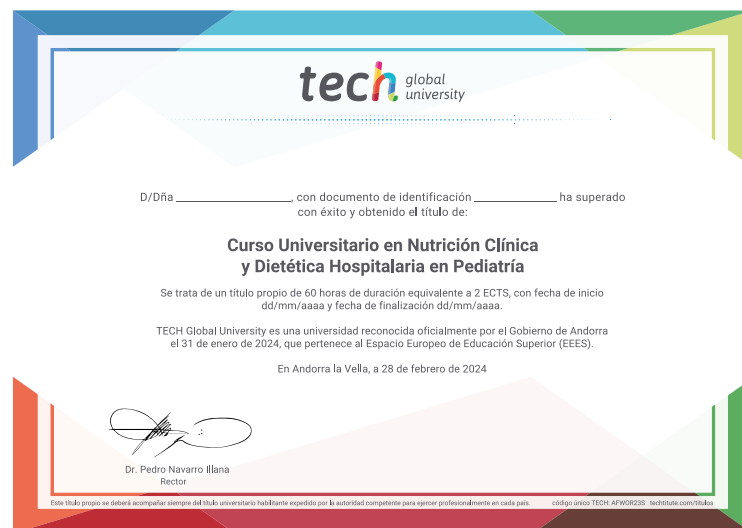 tech global university
D/Dña ______________, con documento de identificación __________ ha superado
con éxito y obtenido el título de:
Curso Universitario en Nutrición Clínica
y Dietética Hospitalaria en Pediatría
Se trata de un título propio de 60 horas de duración equivalente a 2 ECTS, con fecha de inicio
dd/mm/aaaa y fecha de finalización dd/mm/aaaa.
TECH Global University es una universidad reconocida oficialmente por el Gobierno de Andorra
el 31 de enero de 2024, que pertenece al Espacio Europeo de Educación Superior (EEES).
En Andorra la Vella, a 28 de febrero de 2024
Dr. Pedro Navarro Illana
Rector
Este título propio se deberá acompañar siempre del título universitario habilitante expedido por la autoridad competente para ejercer profesionalmente en cada país. código único TECH: AFWOR23S techtitute.com/titulos